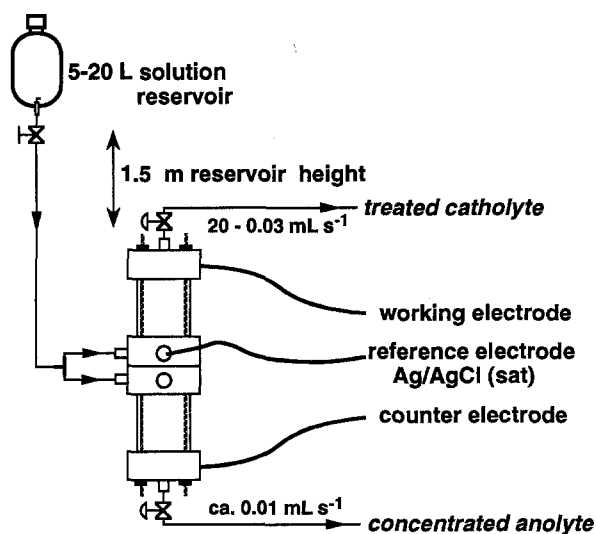 5-20 L solution
reservoir
1.5 m reservoir height
treated catholyte
20 - 0.03 mL s-1
working electrode
reference electrode
Ag/AgCl (sat)
counter electrode
ca. 0.01 mL s-1
concentrated anolyte